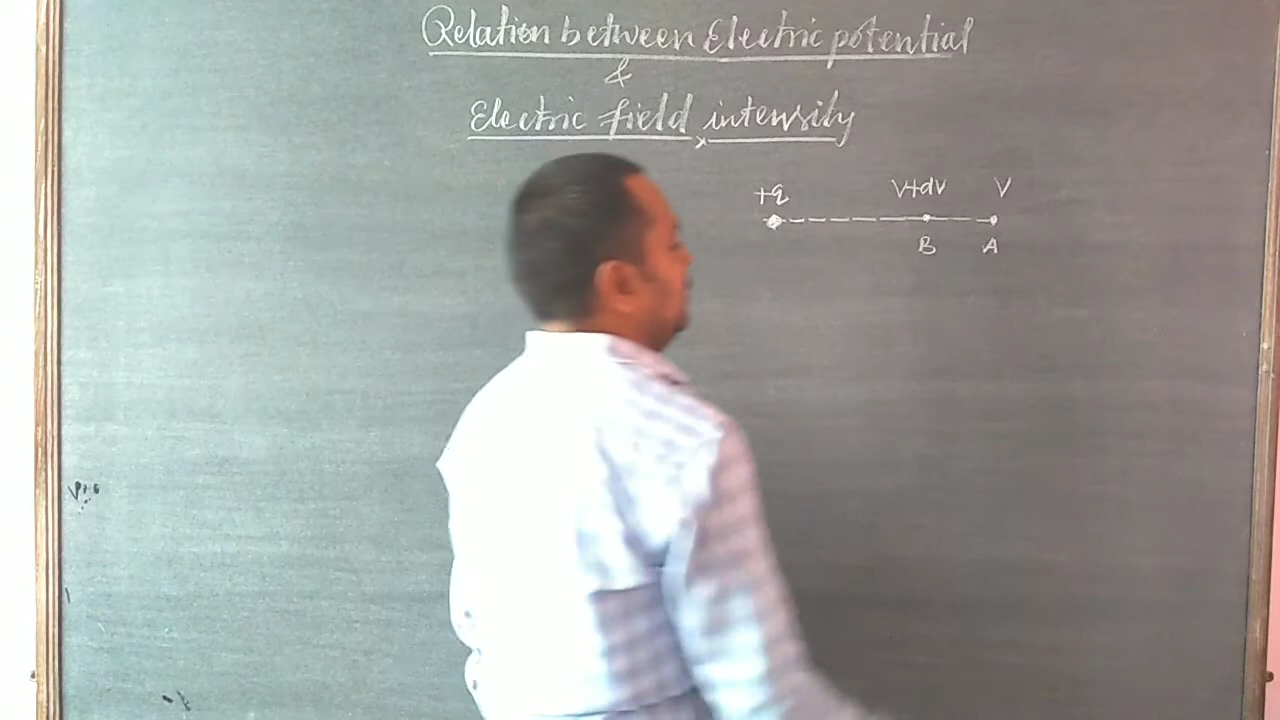 Relation between Electric potential
&
Electric field intensity
+q V+dV V
B A